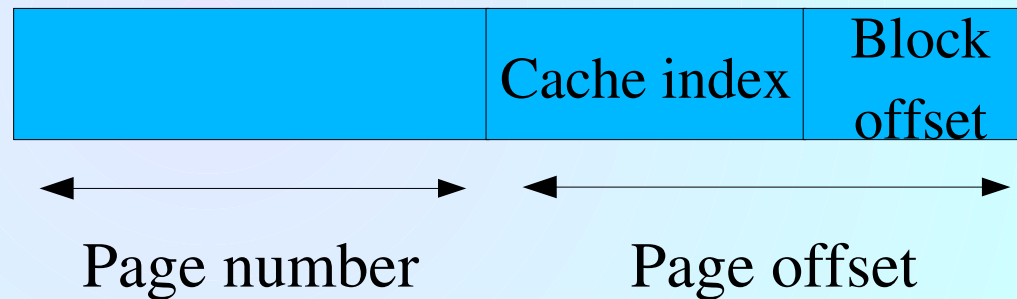 Cache index
Block
offset
Page number
Page offset